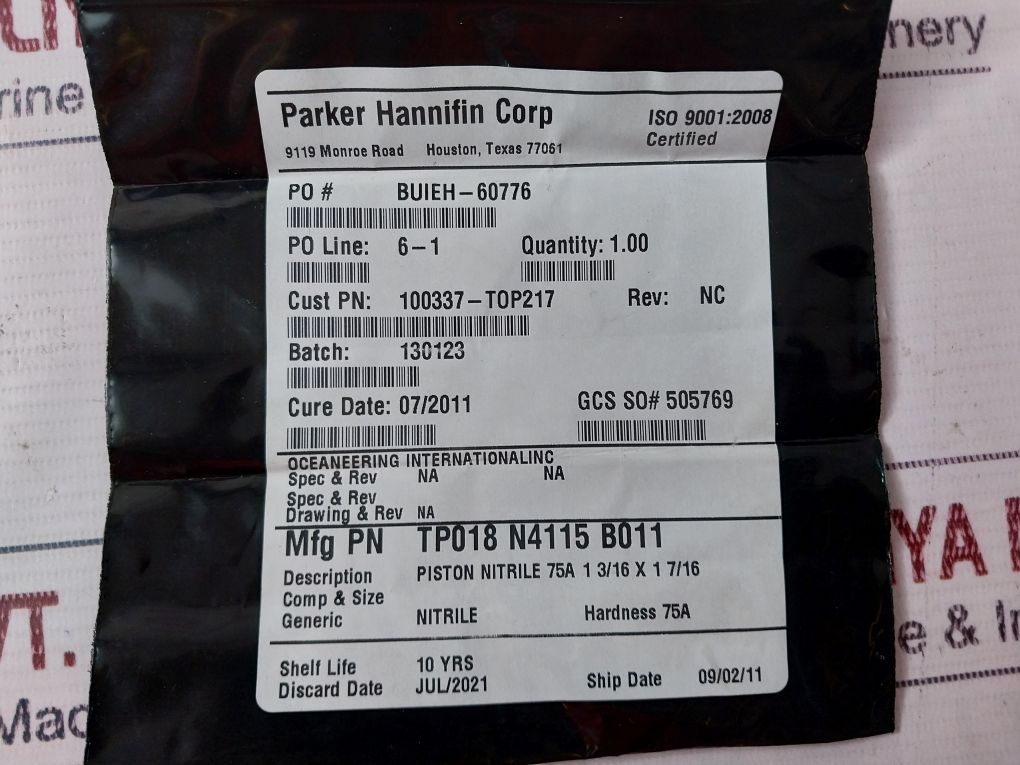 Parker Hannifin Corp
ISO 9001:2008
Certified
9119 Monroe Road Houston, Texas 77061
PO # BUIEH-60776
PO Line: 6-1 Quantity: 1.00
Cust PN: 100337-TOP217 Rev: NC
Batch: 130123
Cure Date: 07/2011 GCS SO# 505769
OCEANEERING INTERNATIONALINC
Spec & Rev NA NA
Spec & Rev
Drawing & Rev NA
Mfg PN TP018 N4115 B011
Description PISTON NITRILE 75A 1 3/16 X 1 7/16
Comp & Size
Generic NITRILE Hardness 75A
Shelf Life 10 YRS
Discard Date JUL/2021 Ship Date 09/02/11